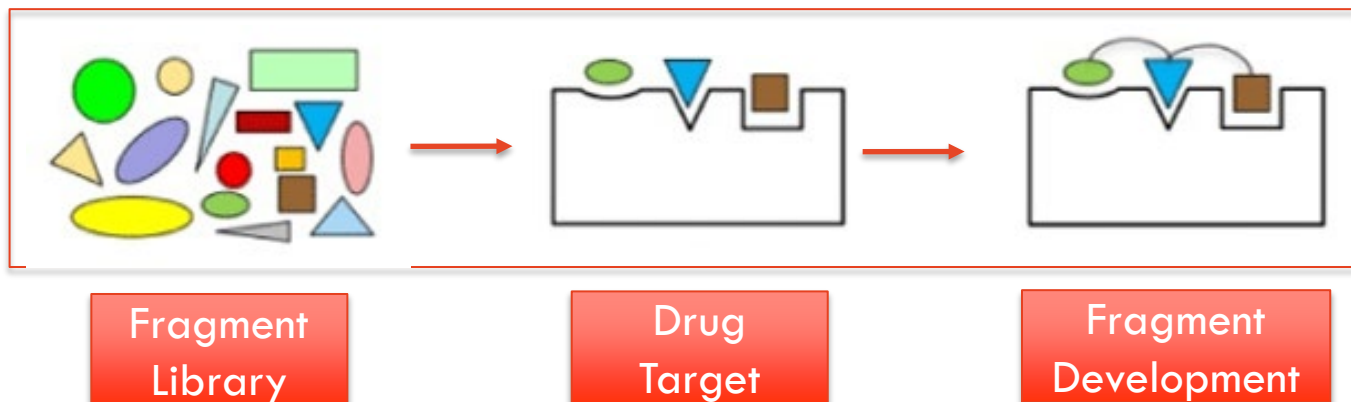 Fragment
Library
Drug
Target
Fragment
Development